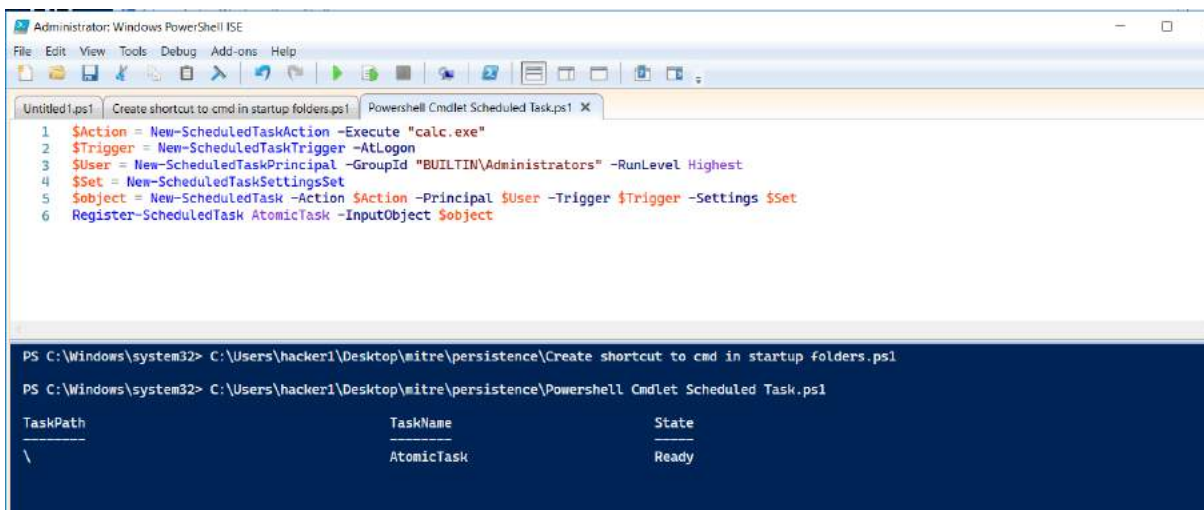 Administrator: Windows PowerShell ISE
File Edit View Tools Debug Add-ons Help
Untitled1.ps1 Create shortcut to cmd in startup folders.ps1 Powershell Cmdlet Scheduled Task.ps1 X
1 $Action = New-ScheduledTaskAction -Execute "calc.exe"
2 $Trigger = New-ScheduledTaskTrigger -AtLogon
3 $User = New-ScheduledTaskPrincipal -GroupId "BUILTIN\Administrators" -RunLevel Highest
4 $Set = New-ScheduledTaskSettingsSet
5 $object = New-ScheduledTask -Action $Action -Principal $User -Trigger $Trigger -Settings $Set
6 Register-ScheduledTask AtomicTask -InputObject $object
PS C:\Windows\system32> C:\Users\hacker1\Desktop\mitre\persistence\Create shortcut to cmd in startup folders.ps1
PS C:\Windows\system32> C:\Users\hacker1\Desktop\mitre\persistence\Powershell Cmdlet Scheduled Task.ps1
TaskPath TaskName State
-------- -------- -----
\ AtomicTask Ready